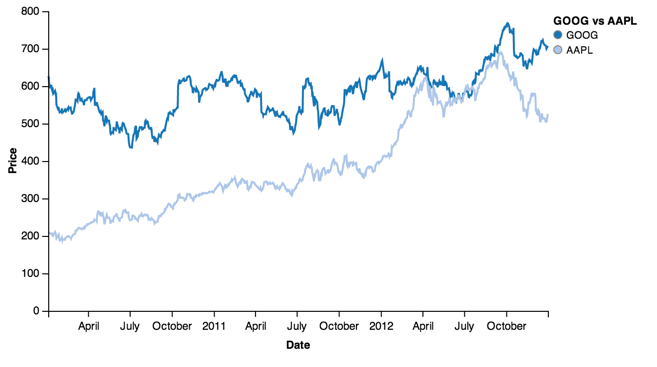 GOOG vs AAPL
GOOG
AAPL
Price
800
700
600
500
400
300
200
100
0
April July October 2011 April July October 2012 April July October
Date